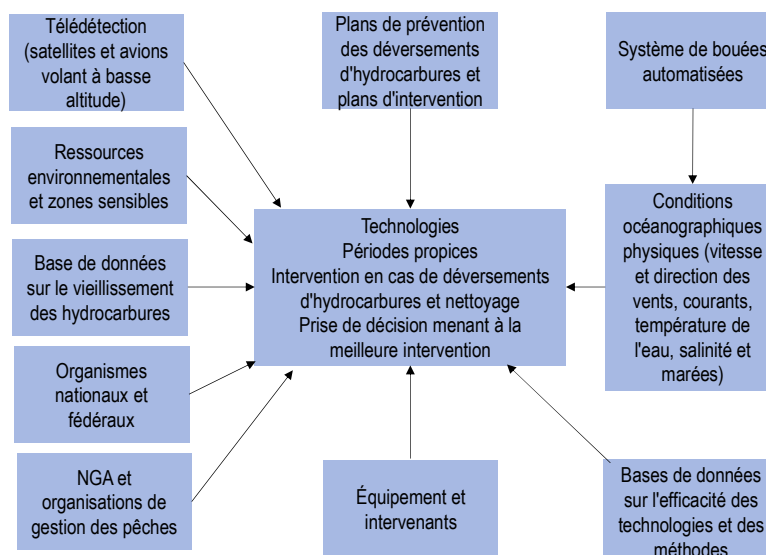 Télédétection
(satellites et avions
volant à basse
altitude)
Plans de prévention
des déversements
d'hydrocarbures et
plans d'intervention
Système de bouées
automatisées
Ressources
environnementales
et zones sensibles
Technologies
Périodes propices
Intervention en cas de déversements
d'hydrocarbures et nettoyage
Prise de décision menant à la
meilleure intervention
Conditions
océanographiques
physiques (vitesse
et direction des
vents, courants,
température de
l'eau, salinité et
marées)
Base de données
sur le vieillissement
des hydrocarbures
Organismes
nationaux et
fédéraux
NGA et
organisations de
gestion des pêches
Équipement et
intervenants
Bases de données
sur l'efficacité des
technologies et des
méthodes